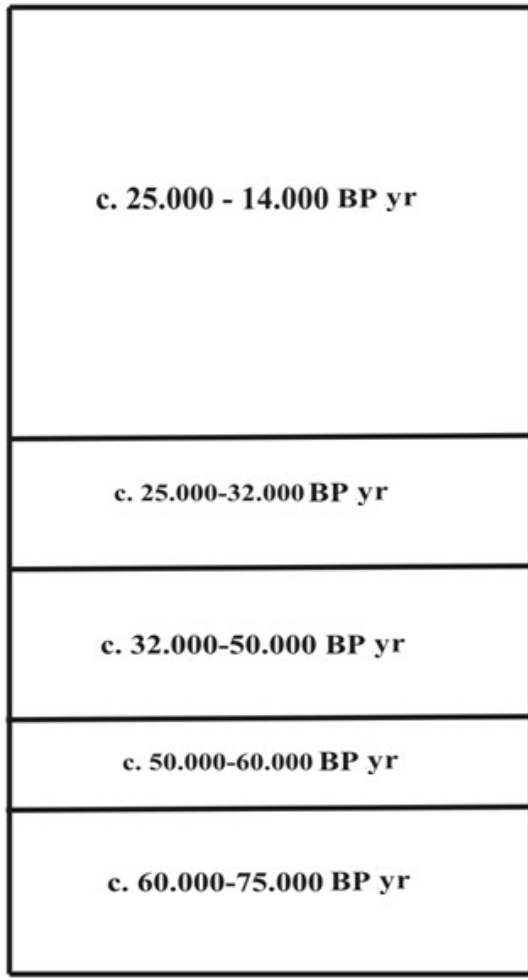 c. 25.000 - 14.000 BP yr
c. 25.000-32.000 BP yr
c. 32.000-50.000 BP yr
c. 50.000-60.000 BP yr
c. 60.000-75.000 BP yr